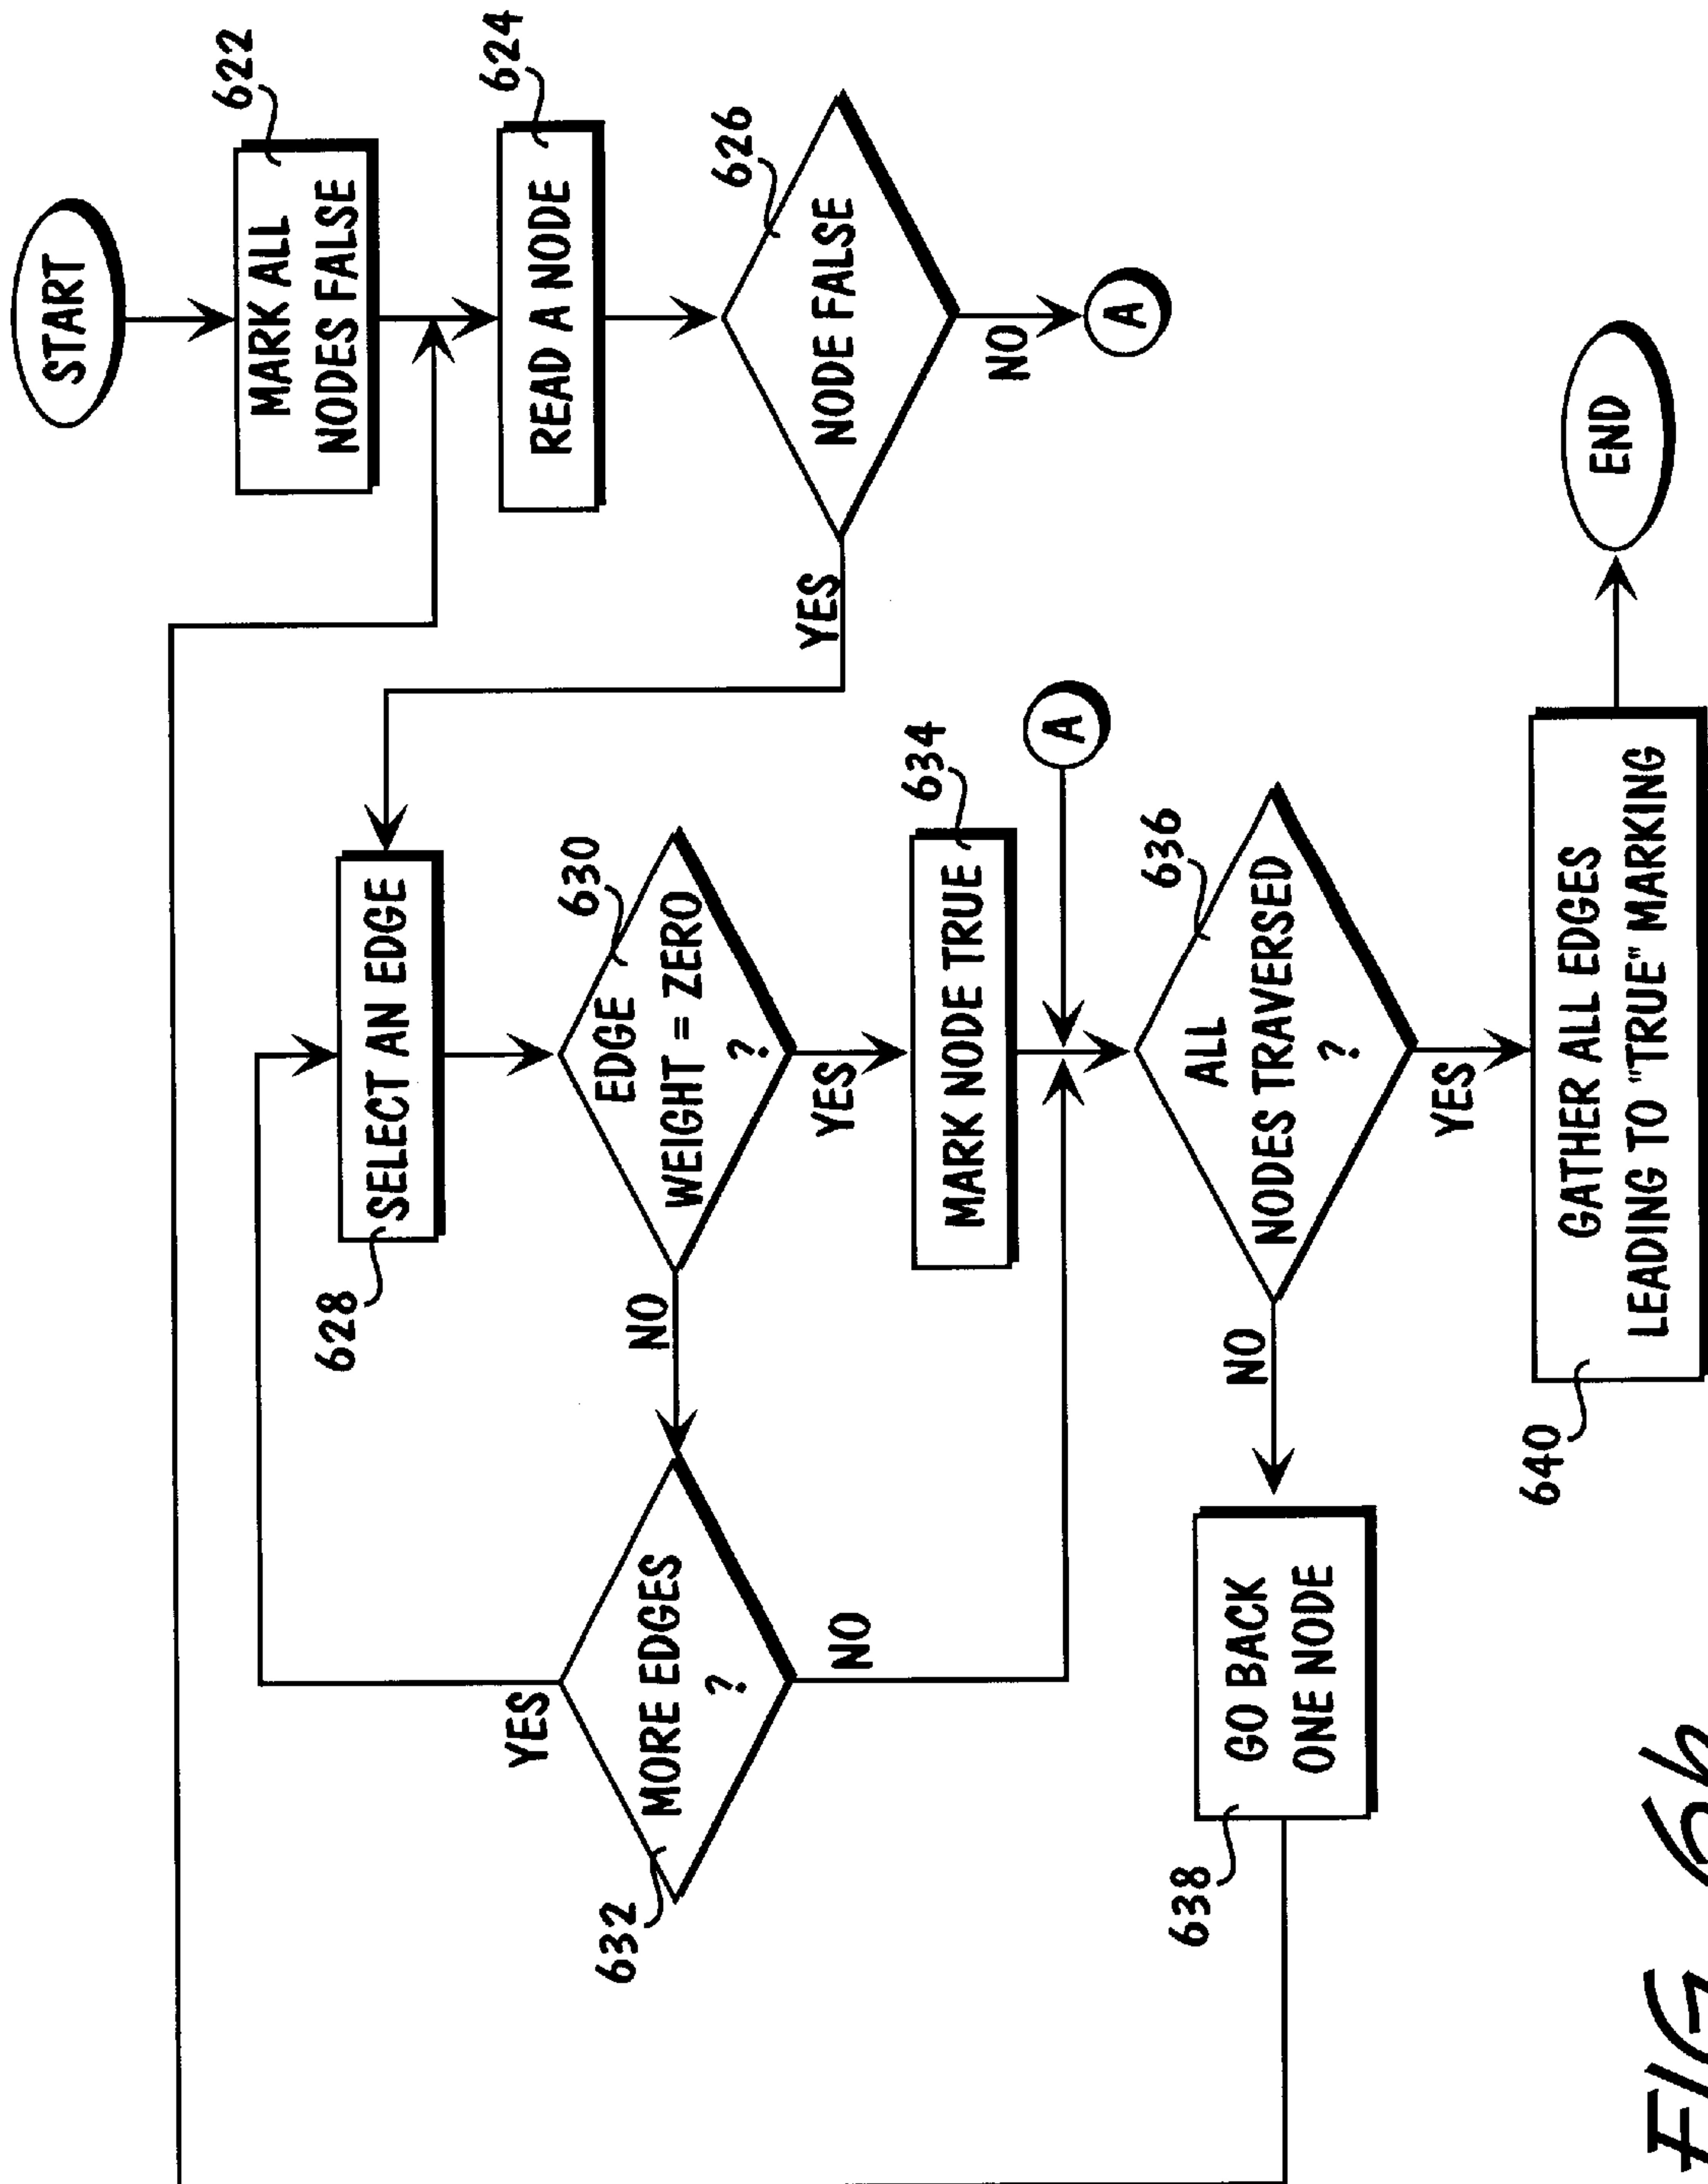 START
622
MARK ALL
NODES FALSE
624
READ A NODE
626
NODE FALSE
YES
NO
A
628
SELECT AN EDGE
630
EDGE
WEIGHT = ZERO
?
NO
YES
632
MORE EDGES
?
YES
NO
634
MARK NODE TRUE
A
636
ALL
NODES TRAVERSED
?
NO
YES
638
GO BACK
ONE NODE
640
GATHER ALL EDGES
LEADING TO "TRUE" MARKING
END
FIG. 6b